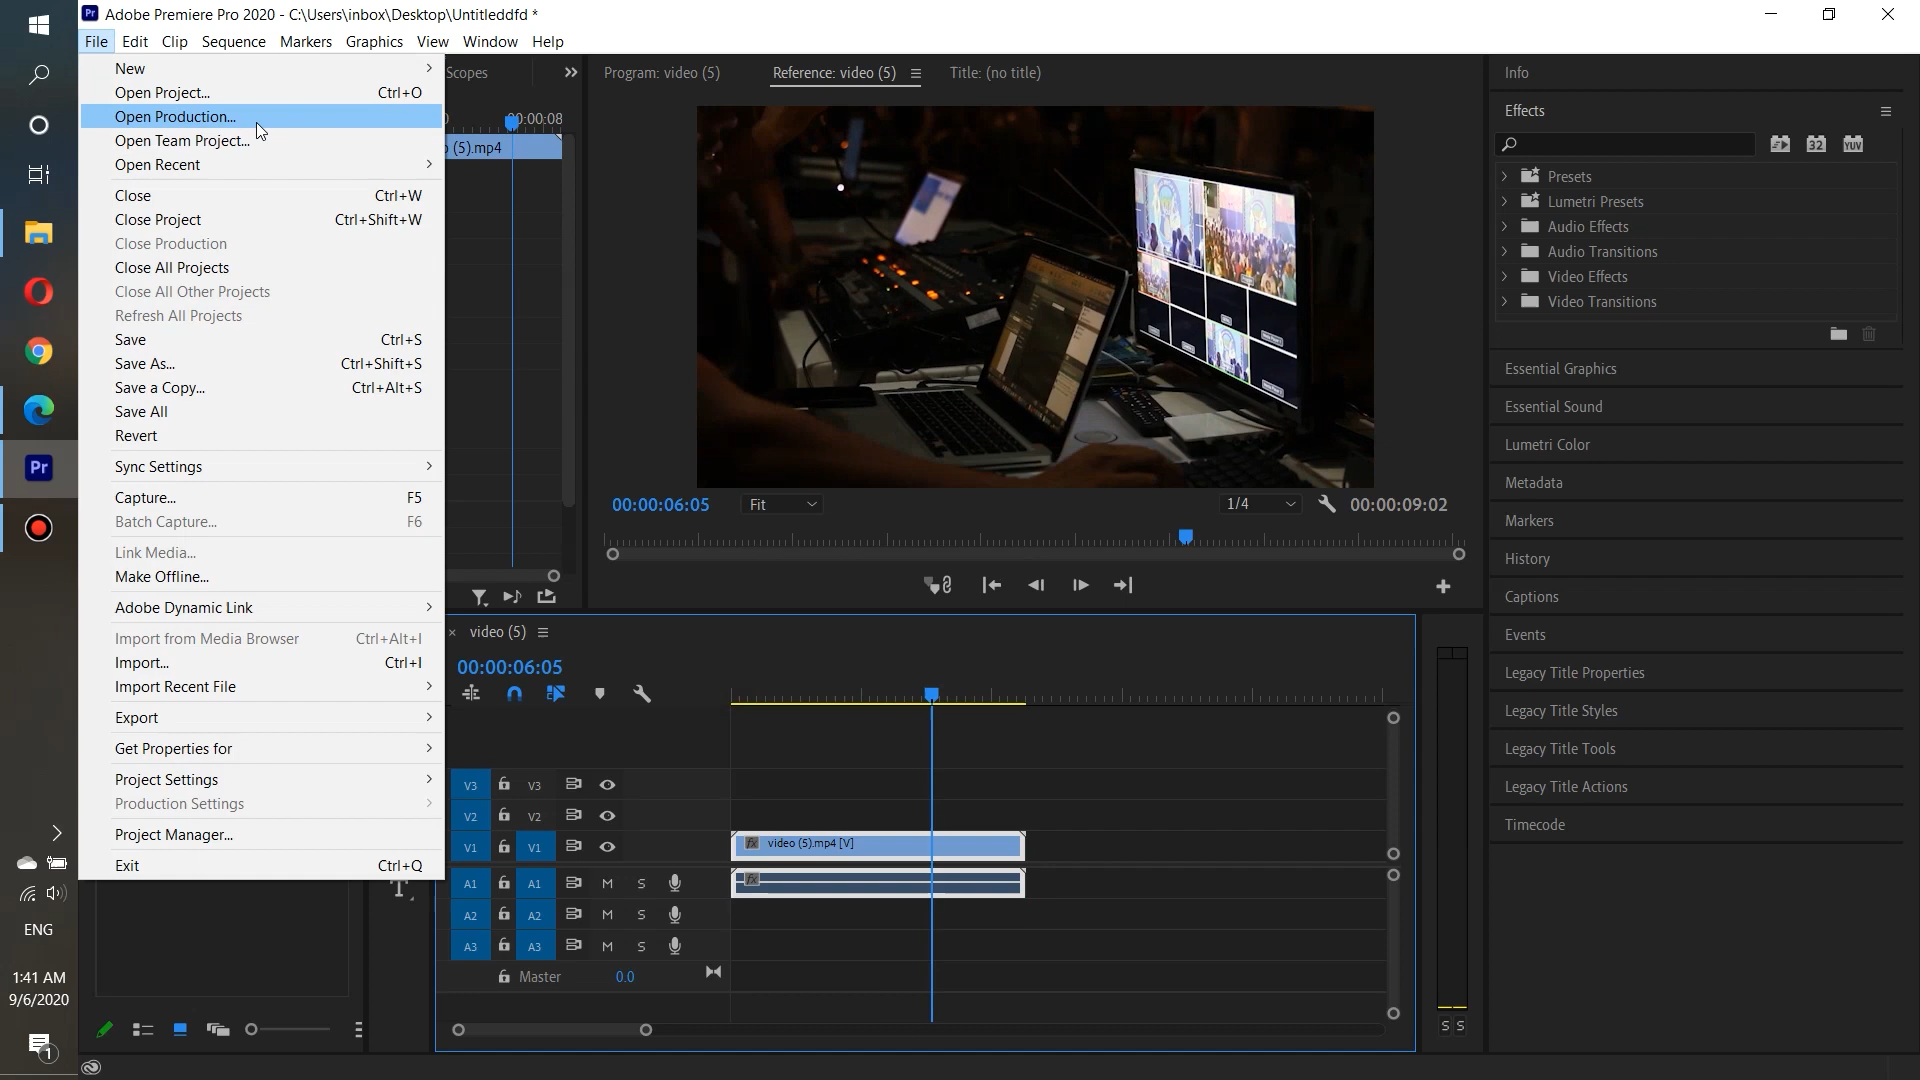 Pr Adobe Premiere Pro 2020 - C:\Users\inbox\Desktop\Untitleddfd *
File Edit Clip Sequence Markers Graphics View Window Help
New
Open Project... Ctrl+O
Open Production...
Open Team Project...
Open Recent
Close Ctrl+W
Close Project Ctrl+Shift+W
Close Production
Close All Projects
Close All Other Projects
Refresh All Projects
Save Ctrl+S
Save As... Ctrl+Shift+S
Save a Copy... Ctrl+Alt+S
Save All
Revert
Sync Settings
Capture... F5
Batch Capture... F6
Link Media...
Make Offline...
Adobe Dynamic Link
Import from Media Browser Ctrl+Alt+I
Import... Ctrl+I
Import Recent File
Export
Get Properties for
Project Settings
Production Settings
Project Manager...
Exit Ctrl+Q
Scopes
00:00:08
(5).mp4
Program: video (5) Reference: video (5) Title: (no title)
00:00:06:05 Fit 1/4 00:00:09:02
× video (5)
00:00:06:05
V3 V3
V2 V2
V1 V1 fx video (5).mp4 [V]
A1 A1 M S fx
A2 A2 M S
A3 A3 M S
Master 0.0
S S
Info
Effects
32 YUV
Presets
Lumetri Presets
Audio Effects
Audio Transitions
Video Effects
Video Transitions
Essential Graphics
Essential Sound
Lumetri Color
Metadata
Markers
History
Captions
Events
Legacy Title Properties
Legacy Title Styles
Legacy Title Tools
Legacy Title Actions
Timecode
Pr
ENG
1:41 AM
9/6/2020
1